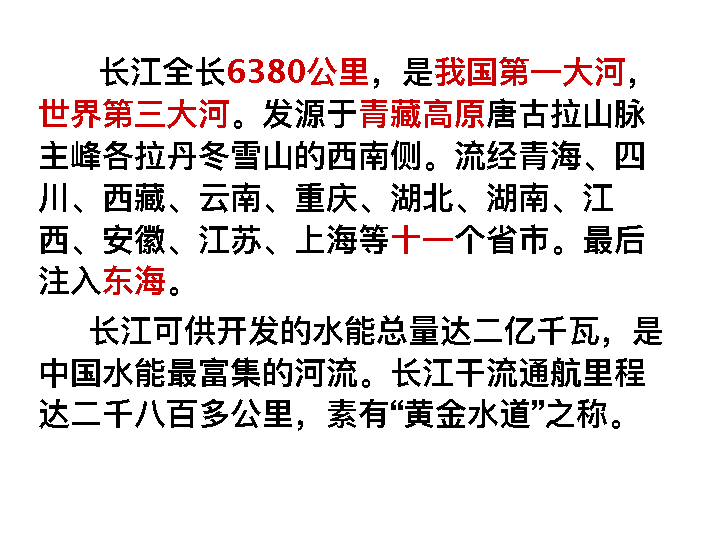 长江全长6380公里，是我国第一大河，
世界第三大河。发源于青藏高原唐古拉山脉
主峰各拉丹冬雪山的西南侧。流经青海、四
川、西藏、云南、重庆、湖北、湖南、江
西、安徽、江苏、上海等十一个省市。最后
注入东海。
长江可供开发的水能总量达二亿千瓦，是
中国水能最富集的河流。长江干流通航里程
达二千八百多公里，素有“黄金水道”之称。